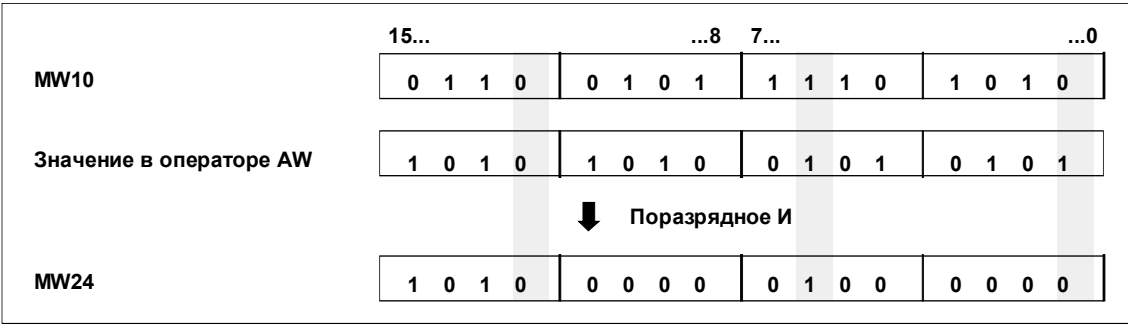 15... ...8 7... ...0
MW10 0 1 1 0 0 1 0 1 1 1 1 0 1 0 1 0
Значение в операторе AW 1 0 1 0 1 0 1 0 0 1 0 1 0 1 0 1
Поразрядное И
MW24 1 0 1 0 0 0 0 0 0 1 0 0 0 0 0 0